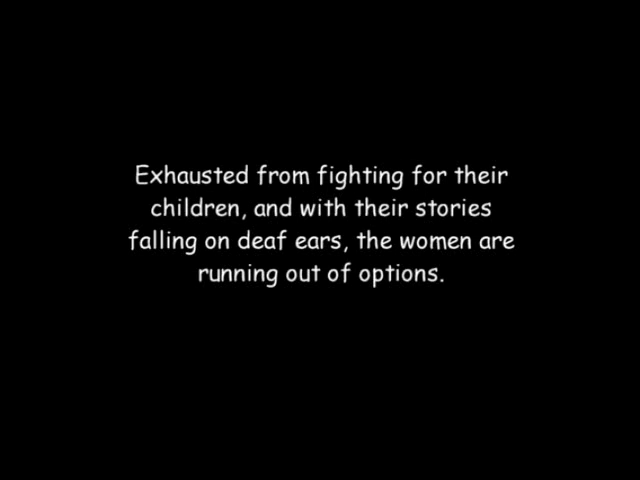 Exhausted from fighting for their
children, and with their stories
falling on deaf ears, the women are
running out of options.